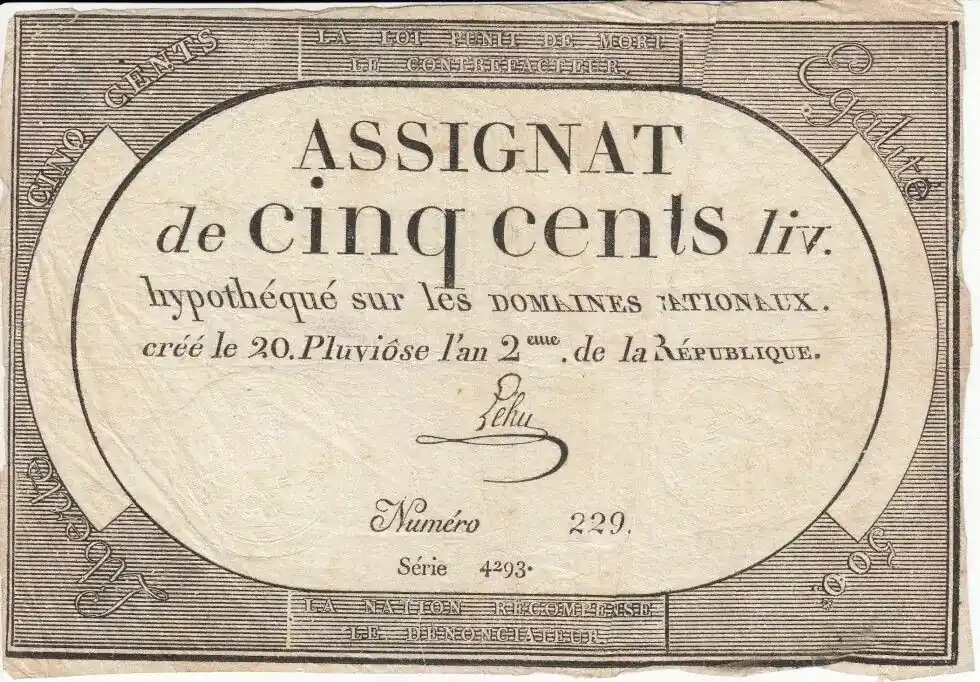 LA LOI PUNIT DE MORT
LE CONTREFACTEUR.
CINQ CENTS
Egalité
ASSIGNAT
de cinq cents liv.
hypothéqué sur les DOMAINES NATIONAUX.
créé le 20. Pluviôse l'an 2eme. de la RÉPUBLIQUE.
Lehu
Numéro 229.
Série 4293.
Liberté
500.
LA NATION RECOMPENSE
LE DENONCIATEUR.